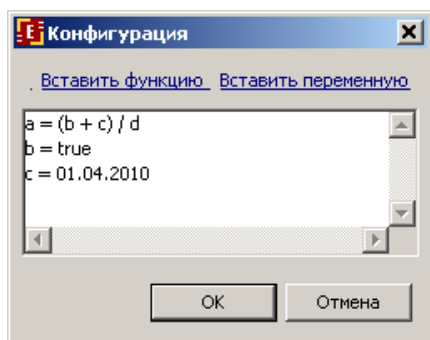 Конфигурация
Вставить функцию Вставить переменную
a = (b + c) / d
b = true
c = 01.04.2010
OK Отмена